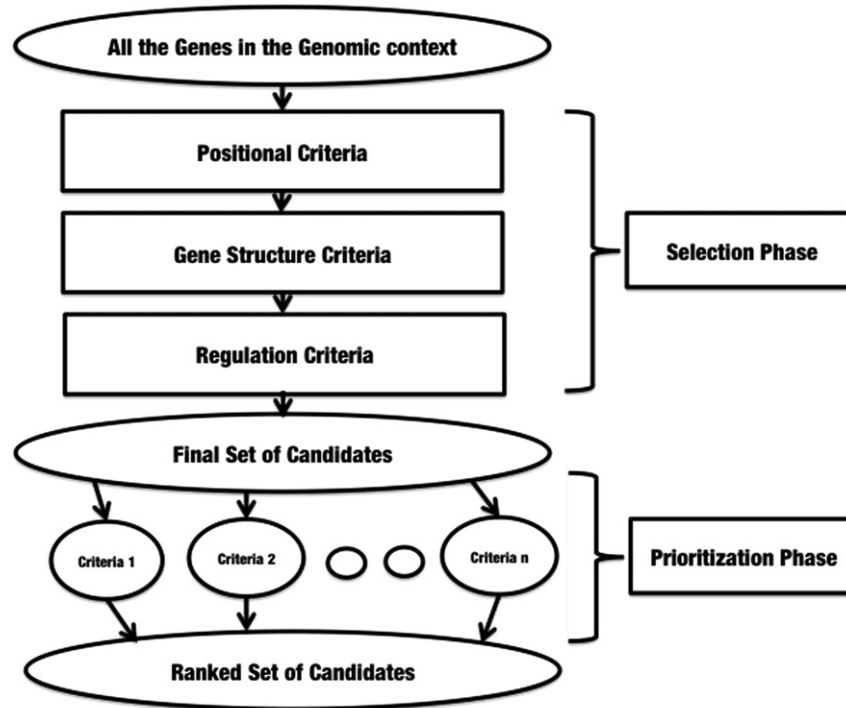 All the Genes in the Genomic context
Positional Criteria
Gene Structure Criteria
Selection Phase
Regulation Criteria
Final Set of Candidates
Criteria 1
Criteria 2
Criteria n
Prioritization Phase
Ranked Set of Candidates